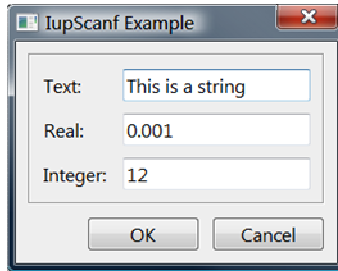 IupScanf Example
Text: This is a string
Real: 0.001
Integer: 12
OK Cancel